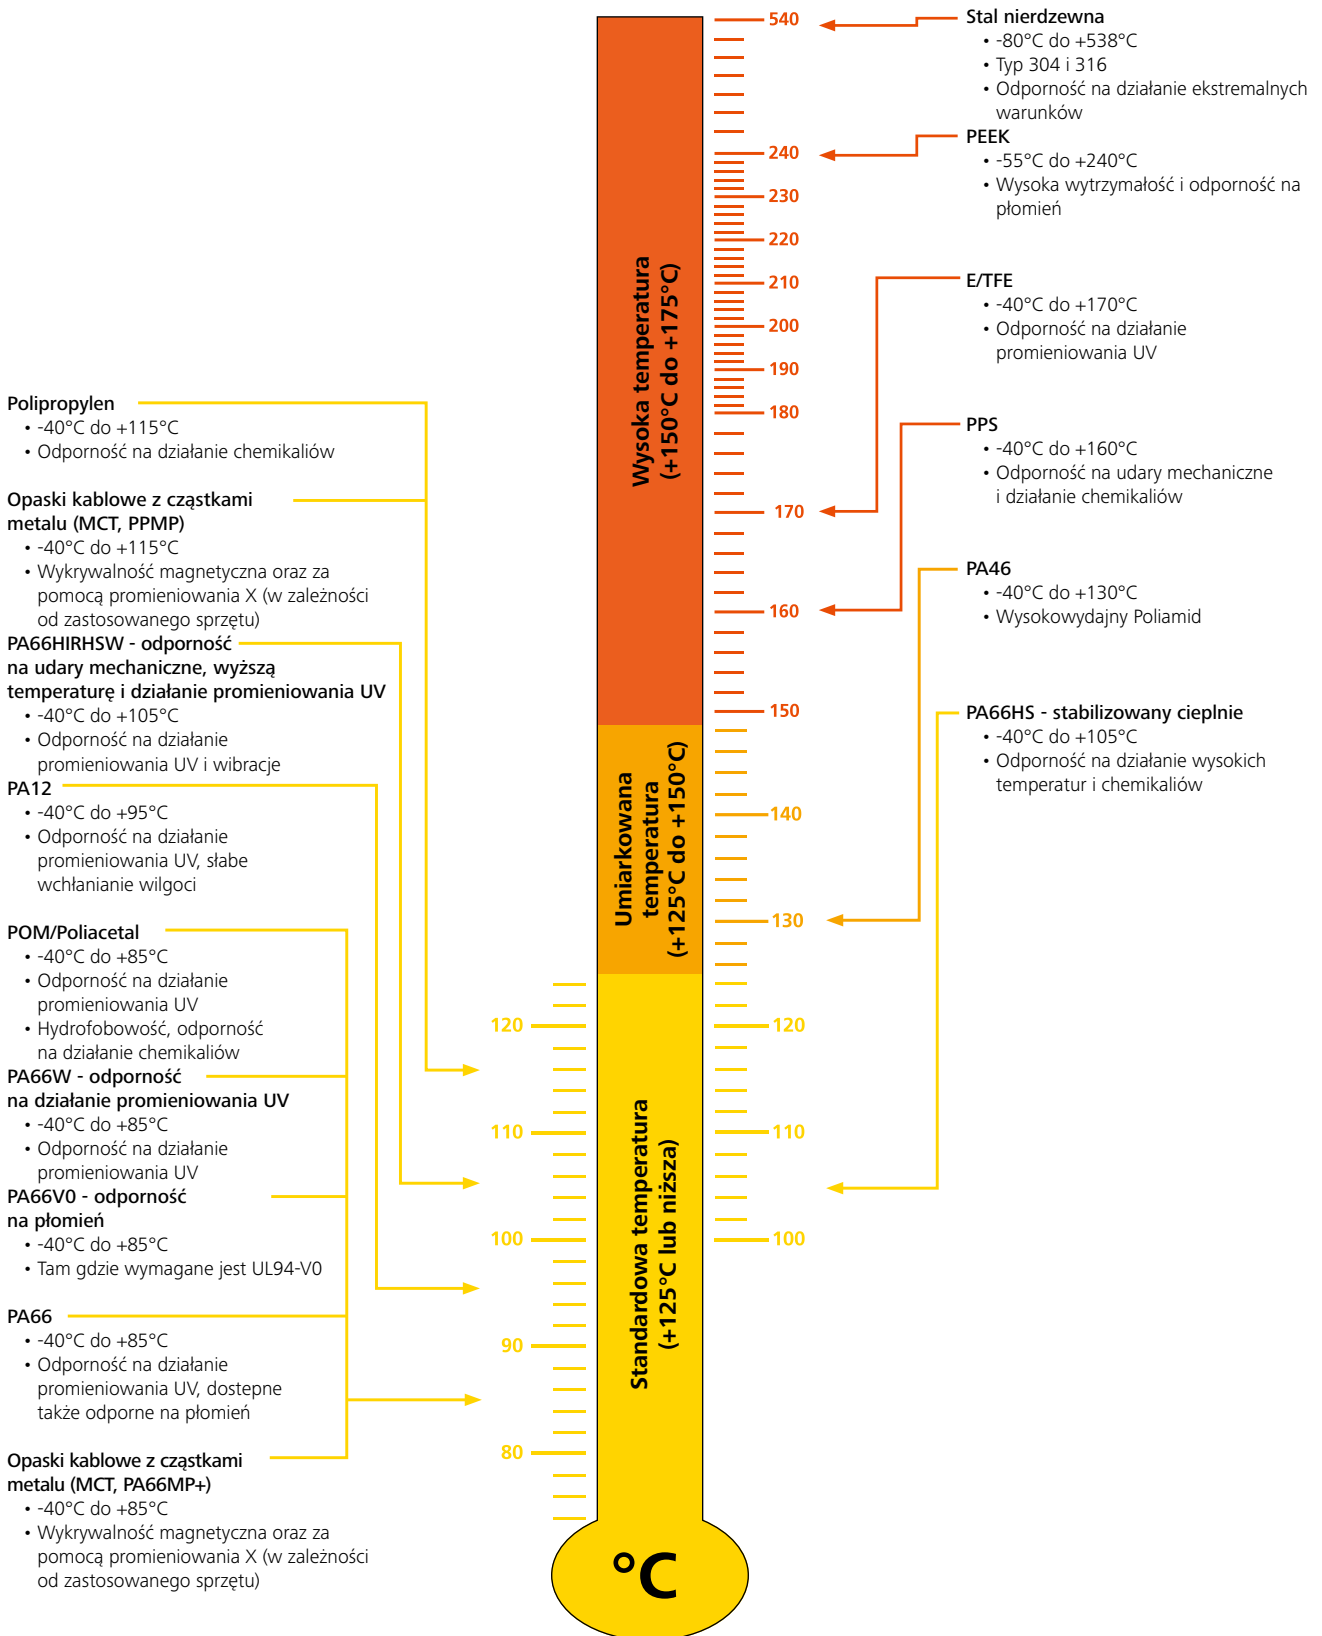 Polipropylen
• -40°C do +115°C
• Odporność na działanie chemikaliów
Opaski kablowe z cząstkami
metalu (MCT, PPMP)
• -40°C do +115°C
• Wykrywalność magnetyczna oraz za
pomocą promieniowania X (w zależności
od zastosowanego sprzętu)
PA66HIRHSW - odporność
na udary mechaniczne, wyższą
temperaturę i działanie promieniowania UV
• -40°C do +105°C
• Odporność na działanie
promieniowania UV i wibracje
PA12
• -40°C do +95°C
• Odporność na działanie
promieniowania UV, słabe
wchłanianie wilgoci
POM/Poliacetal
• -40°C do +85°C
• Odporność na działanie
promieniowania UV
• Hydrofobowość, odporność
na działanie chemikaliów
PA66W - odporność
na działanie promieniowania UV
• -40°C do +85°C
• Odporność na działanie
promieniowania UV
PA66V0 - odporność
na płomień
• -40°C do +85°C
• Tam gdzie wymagane jest UL94-V0
PA66
• -40°C do +85°C
• Odporność na działanie
promieniowania UV, dostepne
także odporne na płomień
Opaski kablowe z cząstkami
metalu (MCT, PA66MP+)
• -40°C do +85°C
• Wykrywalność magnetyczna oraz za
pomocą promieniowania X (w zależności
od zastosowanego sprzętu)
120
110
100
90
80
Wysoka temperatura
(+150°C do +175°C)
Umiarkowana
temperatura
(+125°C do +150°C)
Standardowa temperatura
(+125°C lub niższa)
°C
540
240
230
220
210
200
190
180
170
160
150
140
130
120
110
100
Stal nierdzewna
• -80°C do +538°C
• Typ 304 i 316
• Odporność na działanie ekstremalnych
warunków
PEEK
• -55°C do +240°C
• Wysoka wytrzymałość i odporność na
płomień
E/TFE
• -40°C do +170°C
• Odporność na działanie
promieniowania UV
PPS
• -40°C do +160°C
• Odporność na udary mechaniczne
i działanie chemikaliów
PA46
• -40°C do +130°C
• Wysokowydajny Poliamid
PA66HS - stabilizowany cieplnie
• -40°C do +105°C
• Odporność na działanie wysokich
temperatur i chemikaliów